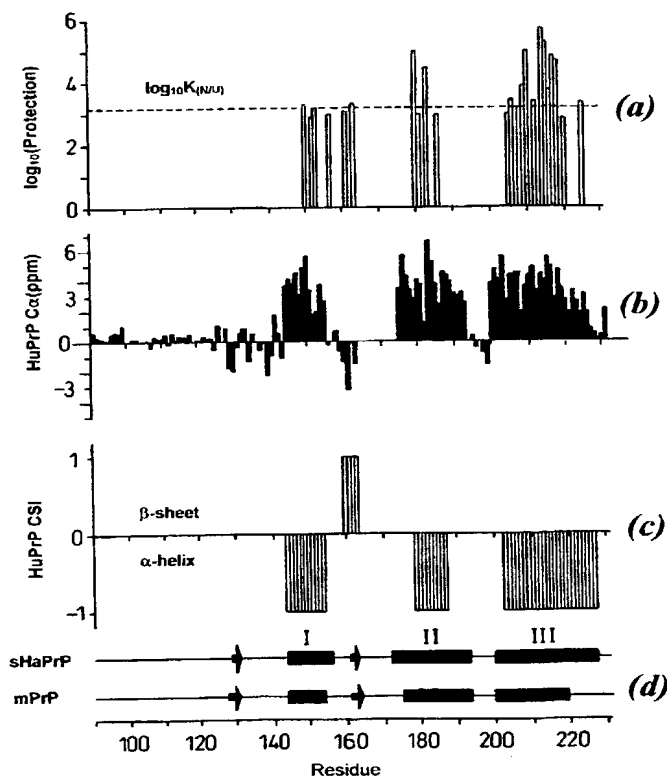 6
4
2
0
log₁₀(Protection)
log₁₀K(N/U)
(a)
6
3
0
−3
HuPrP Cα(ppm)
(b)
1
0
−1
HuPrP CSI
β-sheet
α-helix
(c)
I II III
sHaPrP
mPrP
(d)
100 120 140 160 180 200 220
Residue